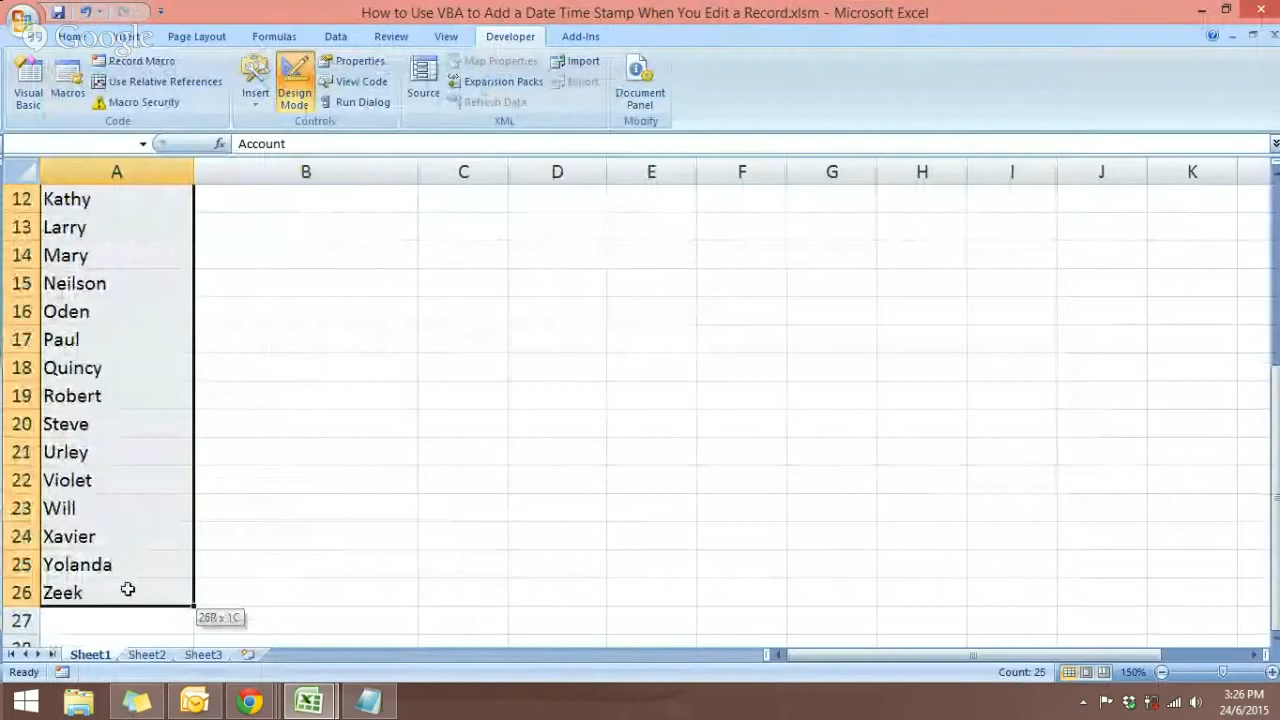 How to Use VBA to Add a Date Time Stamp When You Edit a Record.xlsm - Microsoft Excel
Google
Home Insert Page Layout Formulas Data Review View Developer Add-Ins
Visual Basic
Macros
Record Macro
Use Relative References
Macro Security
Code
Insert
Design Mode
Properties
View Code
Run Dialog
Controls
Source
Map Properties
Expansion Packs
Refresh Data
Import
Export
XML
Document Panel
Modify
fx Account
A B C D E F G H I J K
12 Kathy
13 Larry
14 Mary
15 Neilson
16 Oden
17 Paul
18 Quincy
19 Robert
20 Steve
21 Urley
22 Violet
23 Will
24 Xavier
25 Yolanda
26 Zeek
26R x 1C
27
Sheet1 Sheet2 Sheet3
Ready Count: 25 150%
3:26 PM
24/6/2015